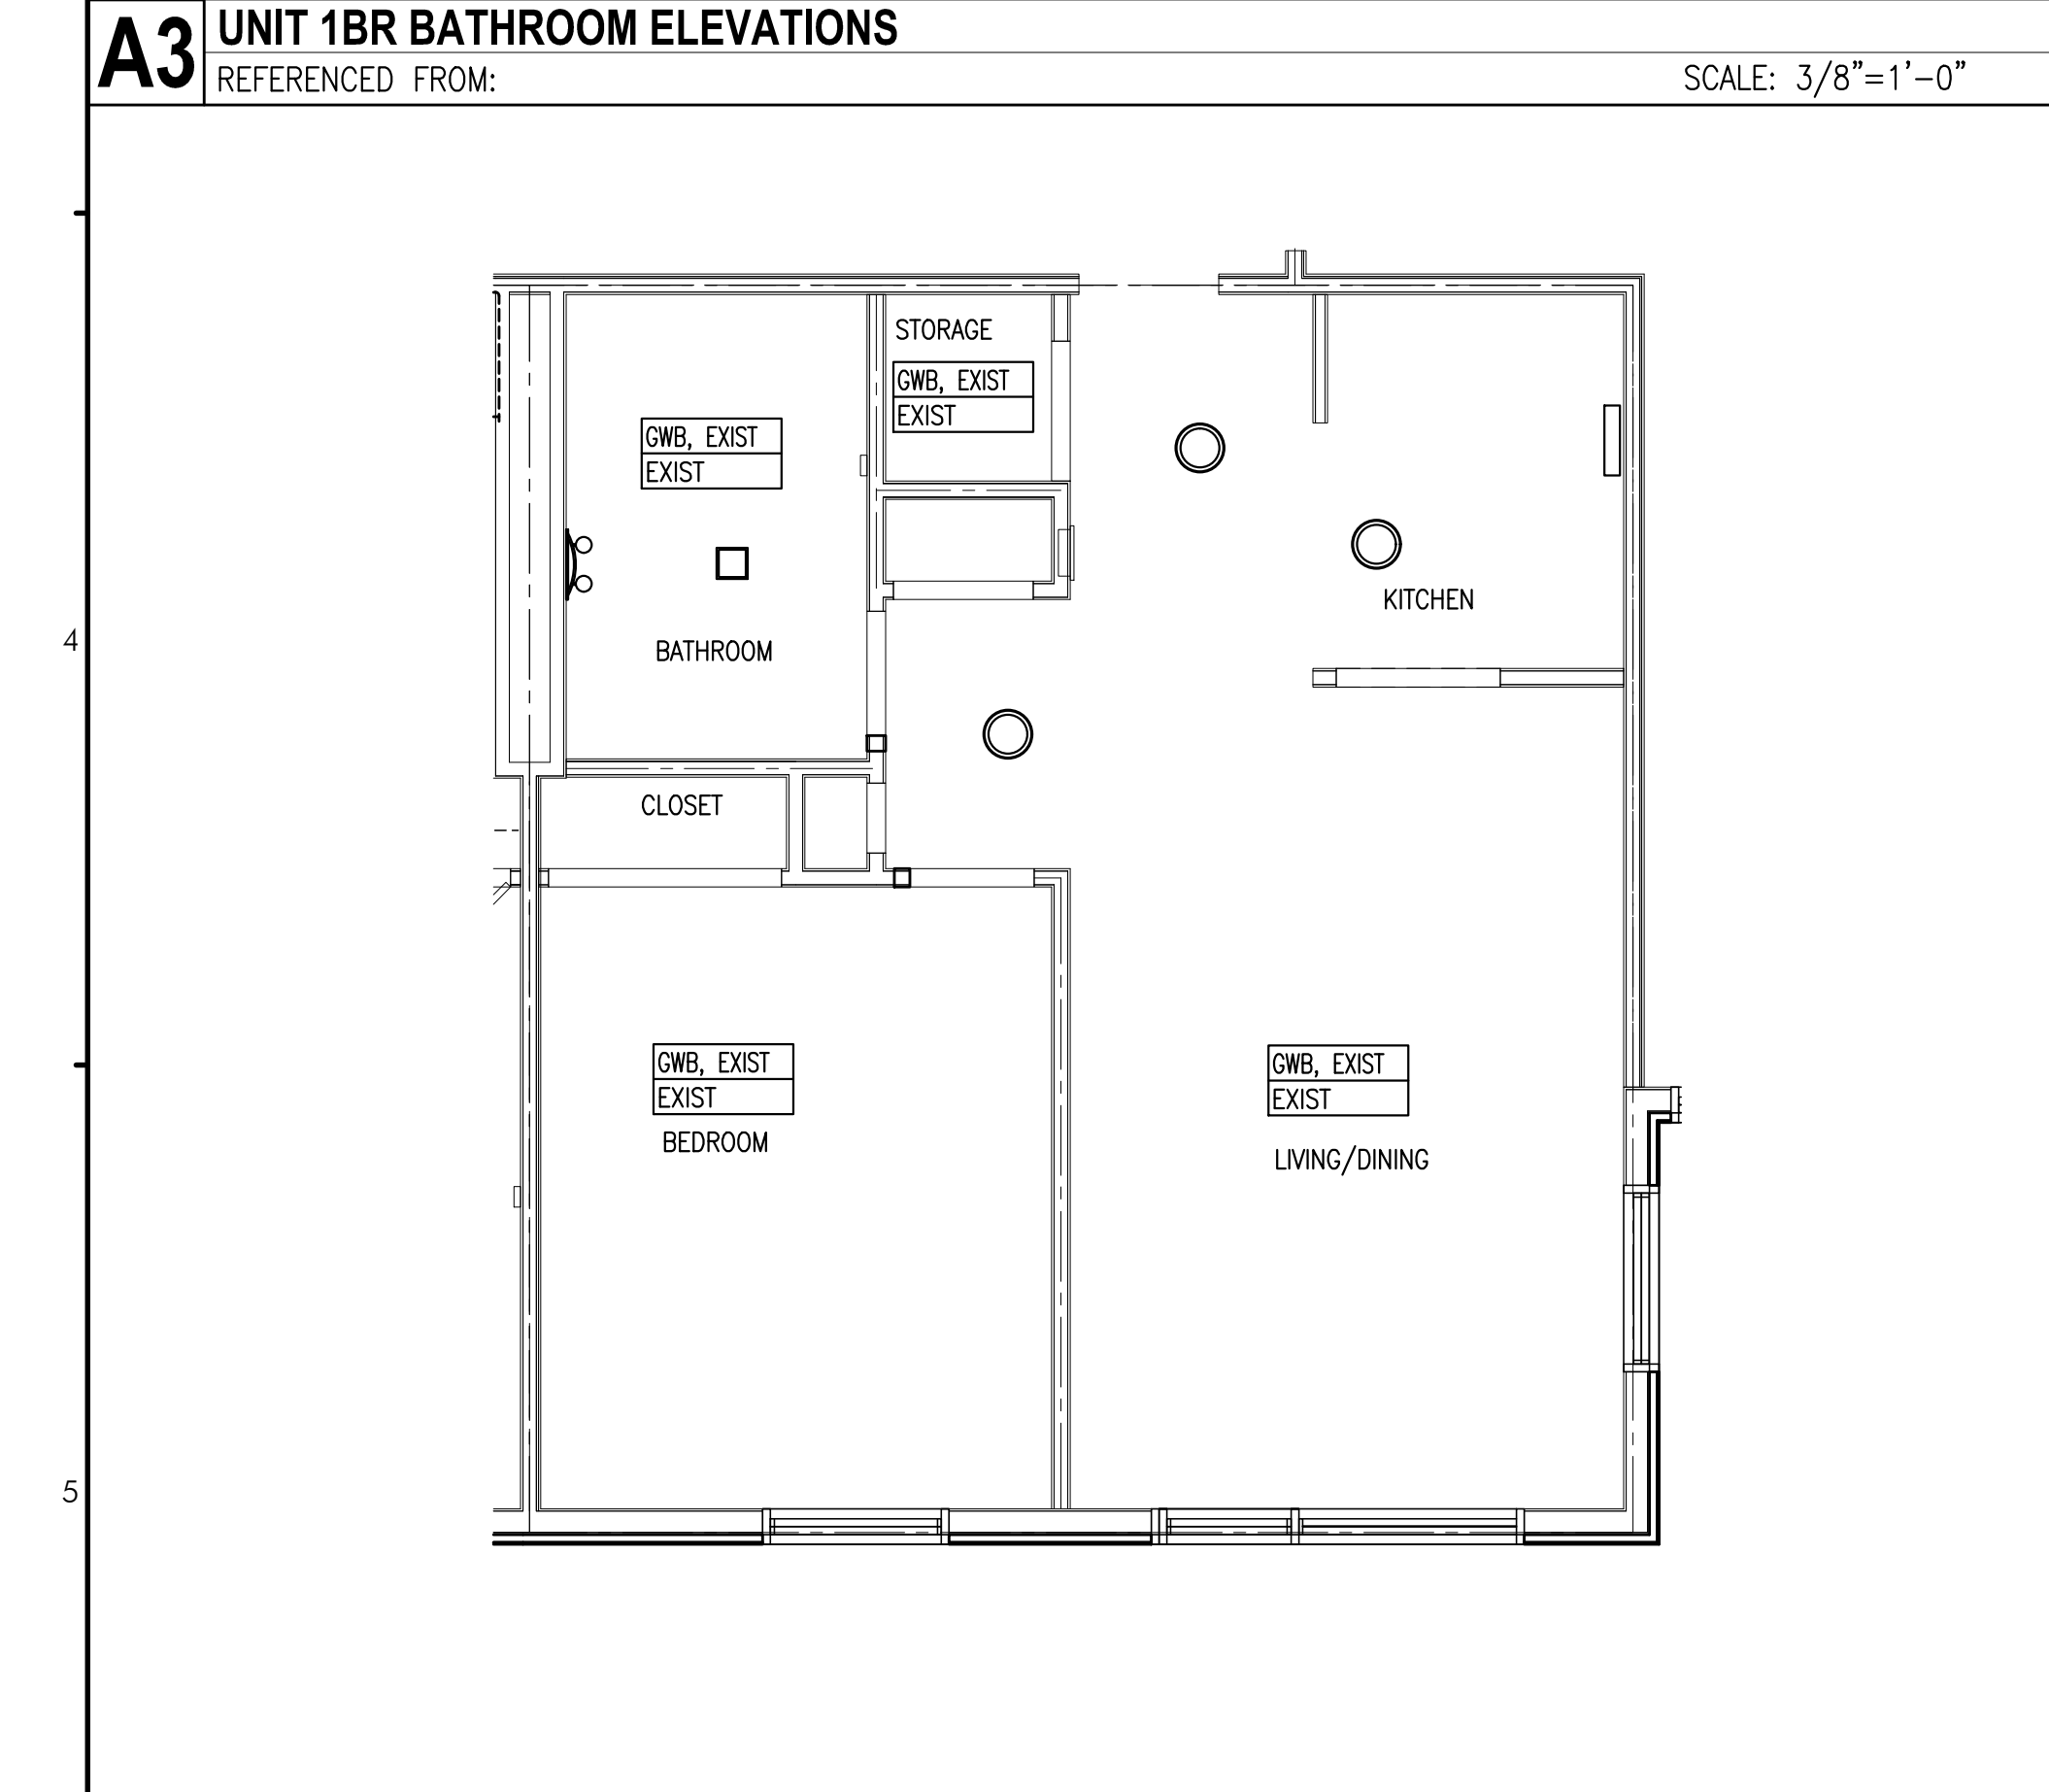 A3
UNIT 1BR BATHROOM ELEVATIONS
REFERENCED FROM:
SCALE: 3/8"=1'-0"
STORAGE
GWB, EXIST
EXIST
GWB, EXIST
EXIST
KITCHEN
4
BATHROOM
CLOSET
GWB, EXIST
EXIST
BEDROOM
GWB, EXIST
EXIST
LIVING/DINING
5